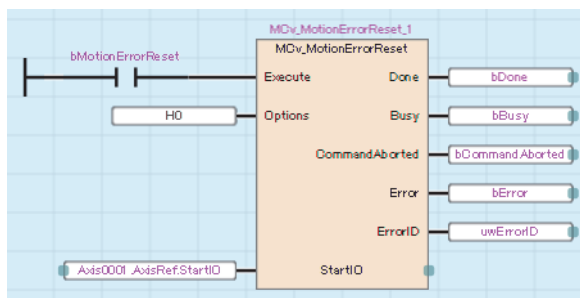 MCv_MotionErrorReset_1
bMotionErrorReset
MCv_MotionErrorReset
Execute Done bDone
H0 Options Busy bBusy
CommandAborted bCommandAborted
Error bError
ErrorID uwErrorID
Axis0001.AxisRef.StartIO StartIO